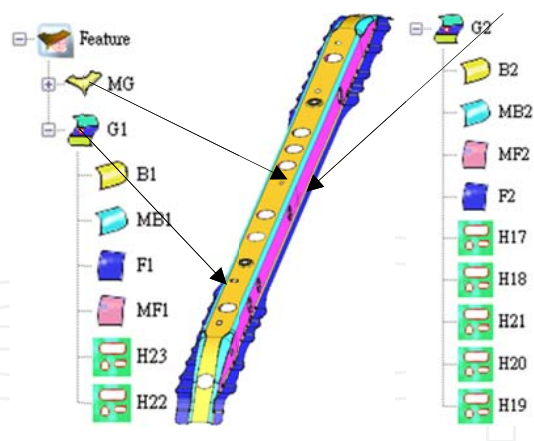 Feature
MG
G1
B1
MB1
F1
MF1
H23
H22
G2
B2
MB2
MF2
F2
H17
H18
H21
H20
H19